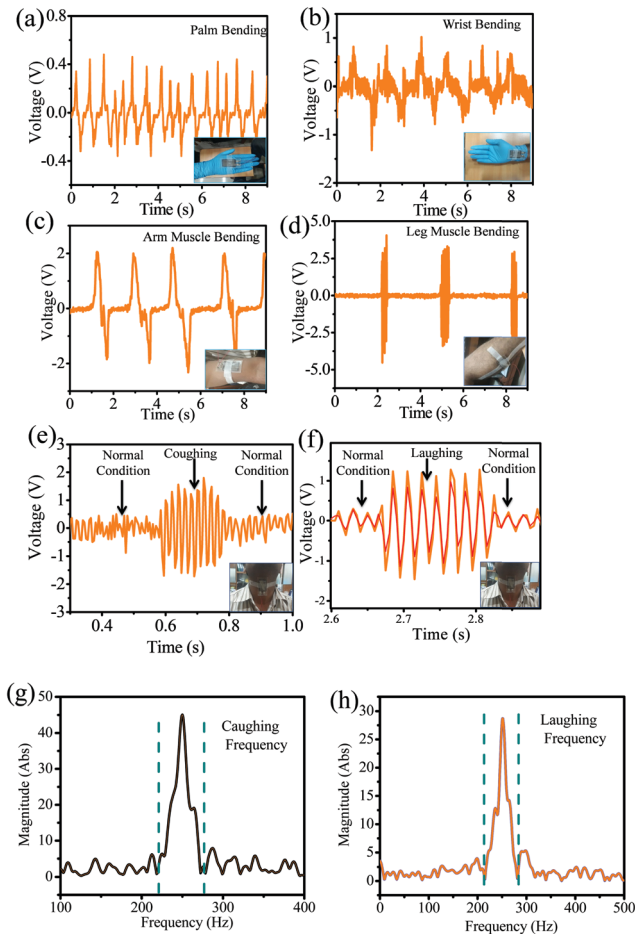 (a)
Palm Bending
Voltage (V)
0.8
0.4
0.0
-0.4
0 2 4 6 8
Time (s)
(b)
Wrist Bending
Voltage (V)
1
0
-1
-2
0 2 4 6 8
Time (s)
(c)
Arm Muscle Bending
Voltage (V)
2
0
-2
0 2 4 6 8
Time (s)
(d)
Leg Muscle Bending
Voltage (V)
5.0
2.5
0.0
-2.5
-5.0
0 2 4 6 8
Time (s)
(e)
Normal
Condition
Coughing
Normal
Condition
Voltage (V)
3
2
1
0
-1
-2
-3
0.4 0.6 0.8 1.0
Time (s)
(f)
Normal
Condition
Laughing
Normal
Condition
Voltage (V)
2
1
0
-1
-2
2.6 2.7 2.8
Time (s)
(g)
Caughing
Frequency
Magnitude (Abs)
50
40
30
20
10
0
100 200 300 400
Frequency (Hz)
(h)
Laughing
Frequency
Magnitude (Abs)
30
25
20
15
10
5
0
0 100 200 300 400 500
Frequency (Hz)